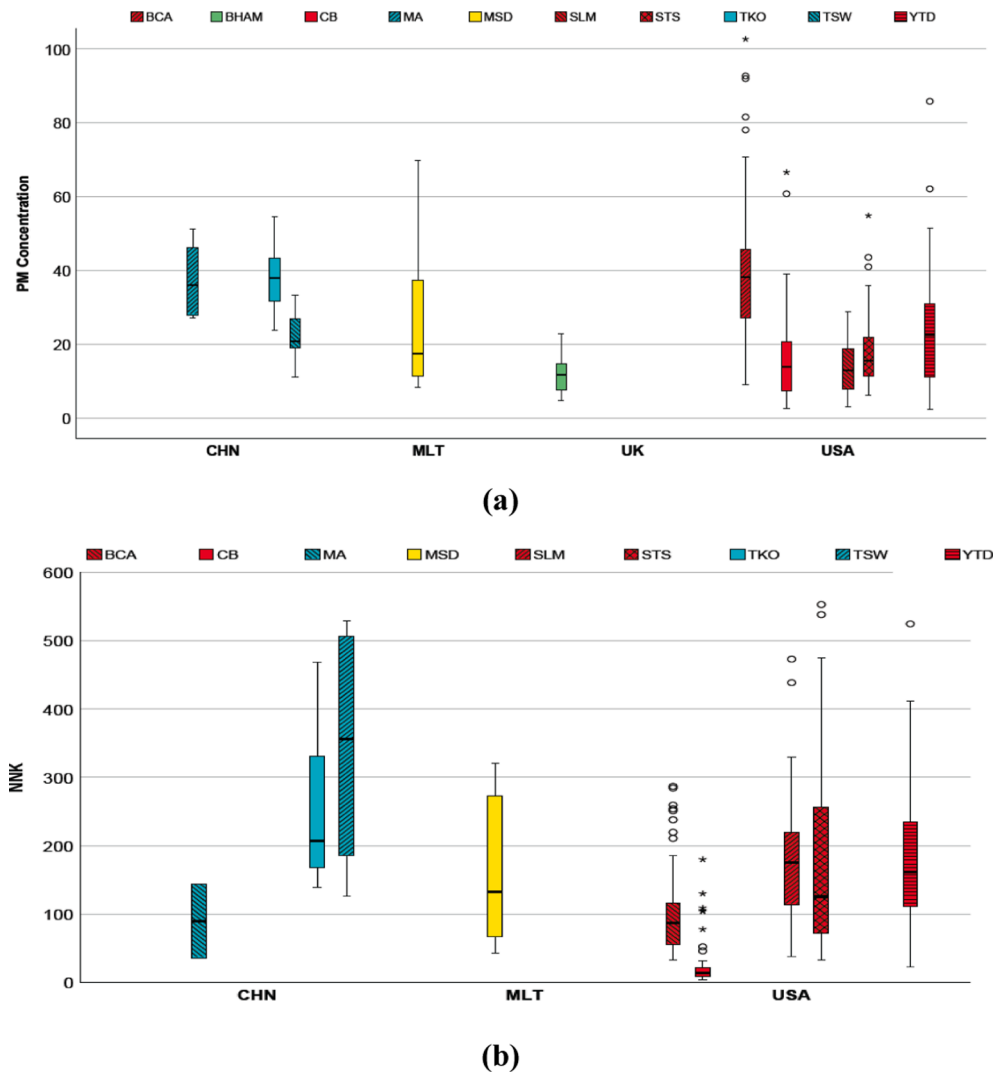 BCA BHAM CB MA MSD SLM STS TKO TSW YTD
100
80
60
40
20
0
PM Concentration
CHN MLT UK USA
(a)
BCA CB MA MSD SLM STS TKO TSW YTD
600
500
400
300
200
100
0
NNK
CHN MLT USA
(b)